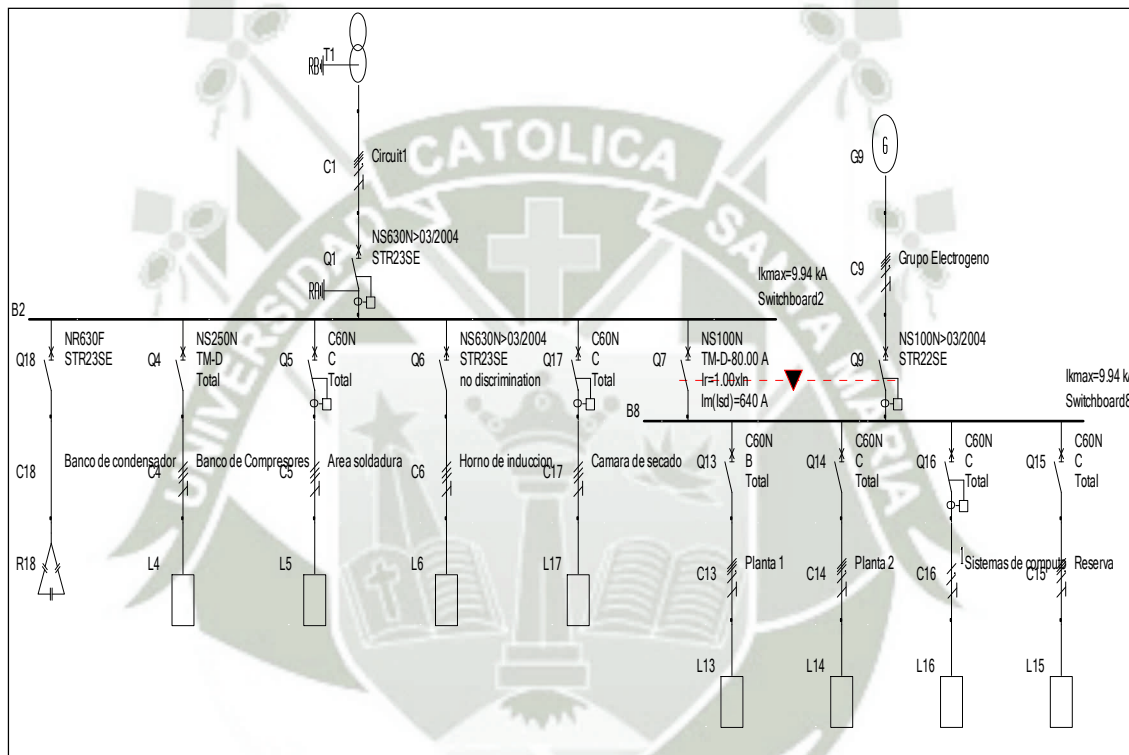 UNIVERSIDAD CATOLICA SANTA MARIA
T1
RB
C1
Circuit1
NS630N>03/2004
STR23SE
Q1
RA
G
G9
C9
Grupo Electrogeno
Ikmax=9.94 kA
Switchboard2
B2
Q18
NR630F
STR23SE
Q4
NS250N
TM-D
Total
Q5
C60N
C
Total
Q6
NS630N>03/2004
STR23SE
no discrimination
Q17
C60N
C
Total
Q7
NS100N
TM-D-80.00 A
Ir=1.00xIn
Im(Isd)=640 A
Q9
NS100N>03/2004
STR22SE
Ikmax=9.94 kA
Switchboard8
B8
C18
Banco de condensador
C4
Banco de Compresores
C5
Area soldadura
C6
Horno de induccion
C17
Camara de secado
Q13
C60N
B
Total
Q14
C60N
C
Total
Q16
C60N
C
Total
Q15
C60N
C
Total
R18
L4
L5
L6
L17
C13
Planta 1
C14
Planta 2
C16
Sistemas de computo
C15
Reserva
L13
L14
L16
L15